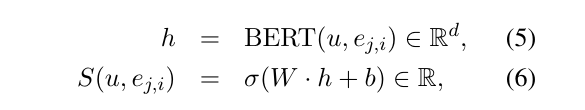 h = BERT(u, e_{j,i}) ∈ ℝ^d, (5)
S(u, e_{j,i}) = σ(W · h + b) ∈ ℝ, (6)